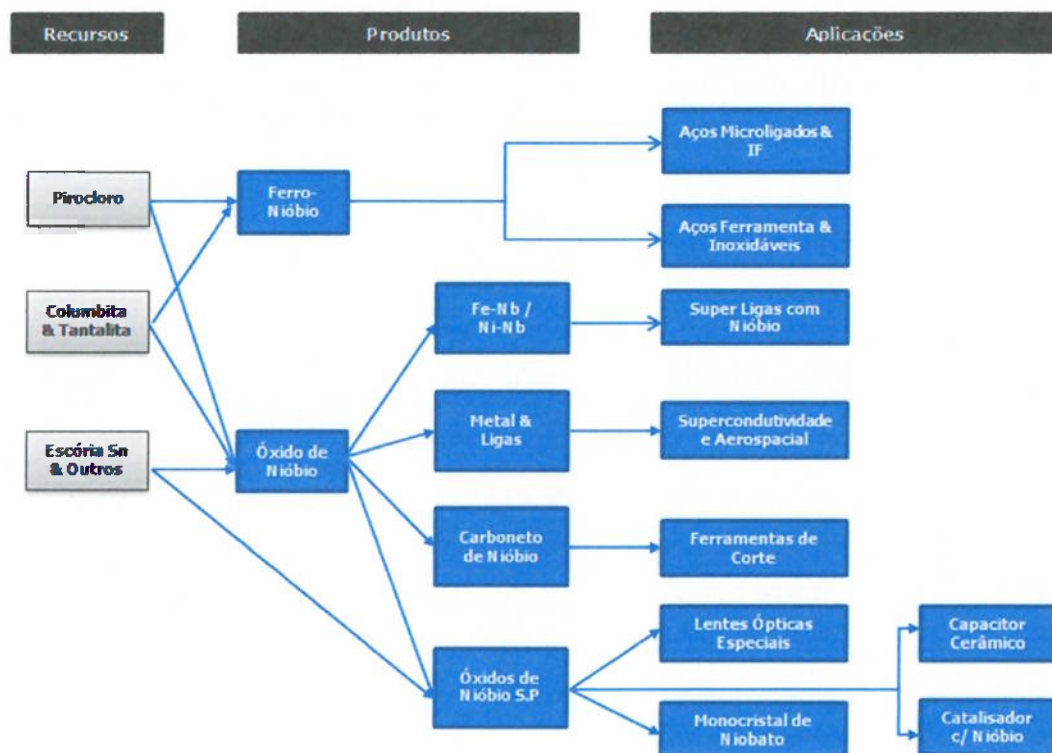 Recursos
Produtos
Aplicações
Pirocloro
Columbita
& Tantalita
Escória Sn
& Outros
Ferro-
Nióbio
Óxido de
Nióbio
Fe-Nb /
Ni-Nb
Metal &
Ligas
Carboneto
de Nióbio
Óxidos de
Nióbio S.P
Aços Microligados &
IF
Aços Ferramenta &
Inoxidáveis
Super Ligas com
Nióbio
Supercondutividade
e Aerospacial
Ferramentas de
Corte
Lentes Ópticas
Especiais
Monocristal de
Niobato
Capacitor
Cerâmico
Catalisador
c/ Nióbio